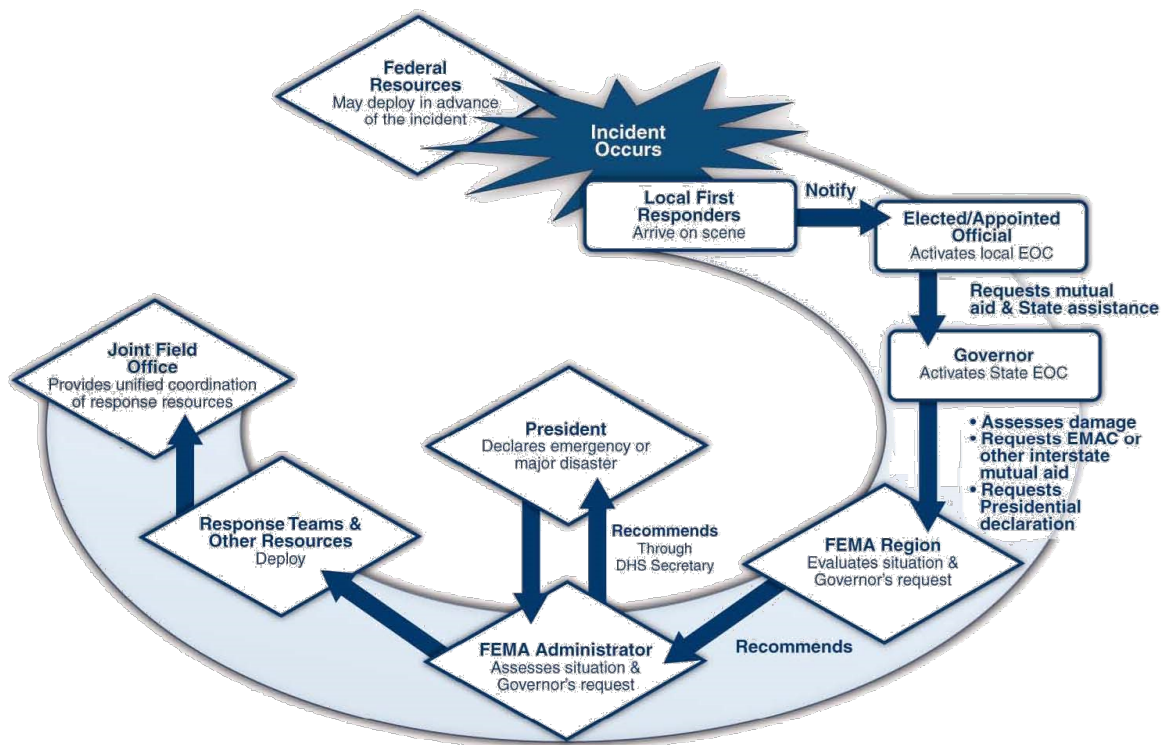 Federal
Resources
May deploy in advance
of the incident
Incident
Occurs
Local First
Responders
Arrive on scene
Notify
Elected/Appointed
Official
Activates local EOC
Requests mutual
aid & State assistance
Governor
Activates State EOC
• Assesses damage
• Requests EMAC or
other interstate
mutual aid
• Requests
Presidential
declaration
FEMA Region
Evaluates situation &
Governor's request
Recommends
FEMA Administrator
Assesses situation &
Governor's request
Recommends
Through
DHS Secretary
President
Declares emergency or
major disaster
Response Teams &
Other Resources
Deploy
Joint Field
Office
Provides unified coordination
of response resources